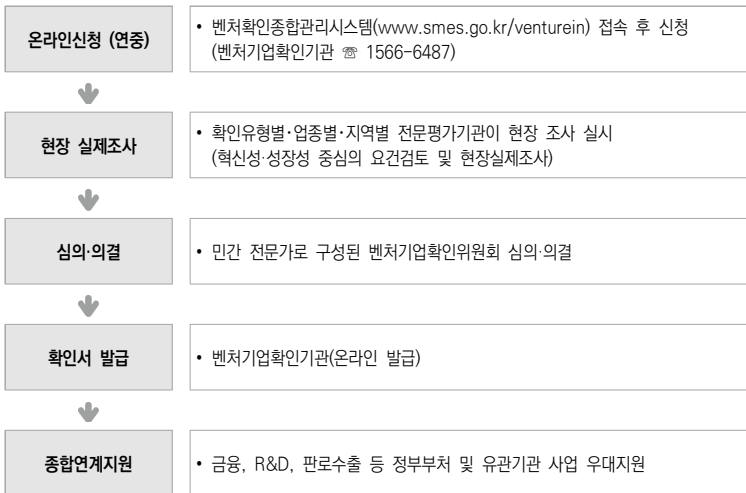 온라인신청 (연중)
• 벤처확인종합관리시스템(www.smes.go.kr/venturein) 접속 후 신청
(벤처기업확인기관 ☏ 1566-6487)
현장 실제조사
• 확인유형별·업종별·지역별 전문평가기관이 현장 조사 실시
(혁신성·성장성 중심의 요건검토 및 현장실제조사)
심의·의결
• 민간 전문가로 구성된 벤처기업확인위원회 심의·의결
확인서 발급
• 벤처기업확인기관(온라인 발급)
종합연계지원
• 금융, R&D, 판로수출 등 정부부처 및 유관기관 사업 우대지원